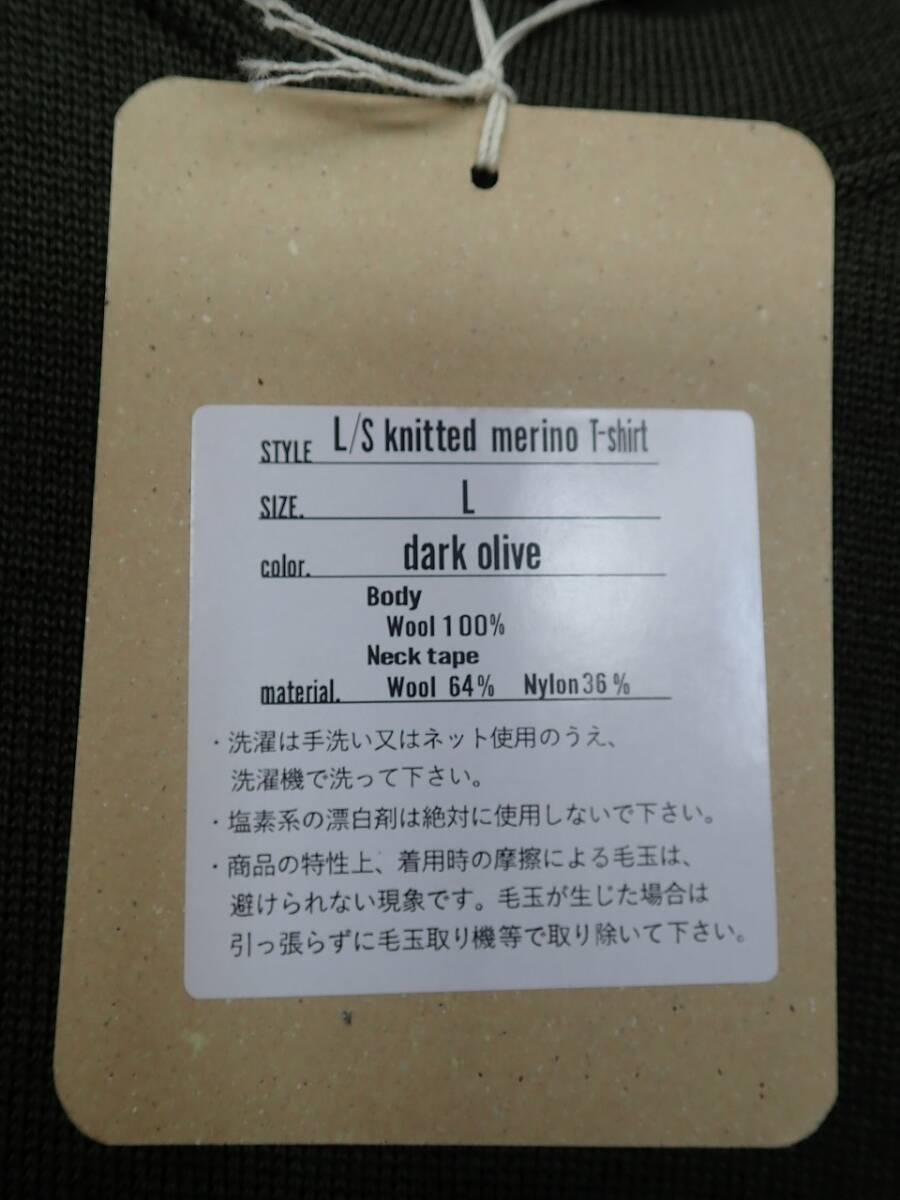 STYLE L/S knitted merino T-shirt
SIZE. L
color. dark olive
Body
Wool 100%
Neck tape
material. Wool 64% Nylon 36%
・洗濯は手洗い又はネット使用のうえ、
洗濯機で洗って下さい。
・塩素系の漂白剤は絶対に使用しないで下さい。
・商品の特性上、着用時の摩擦による毛玉は、
避けられない現象です。毛玉が生じた場合は
引っ張らずに毛玉取り機等で取り除いて下さい。